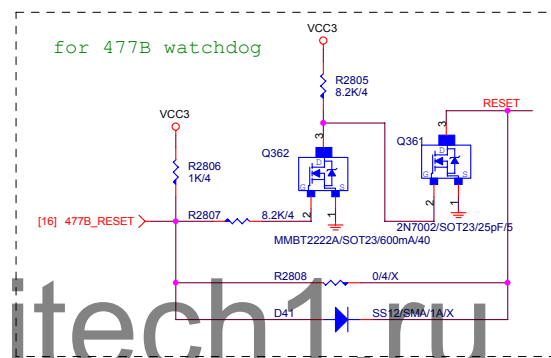 for 477B watchdog
VCC3
R2805
8.2K/4
VCC3
R2806
1K/4
RESET
Q362
3
D
G
S
2
1
MMBT2222A/SOT23/600mA/40
Q361
3
D
G
S
2
1
2N7002/SOT23/25pF/5
[16] 477B_RESET
R2807
8.2K/4
R2808
0/4/X
D41
SS12/SMA/1A/X
itech1.ru